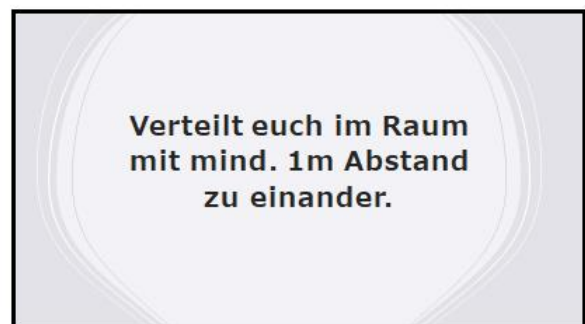 Verteilt euch im Raum
mit mind. 1m Abstand
zu einander.